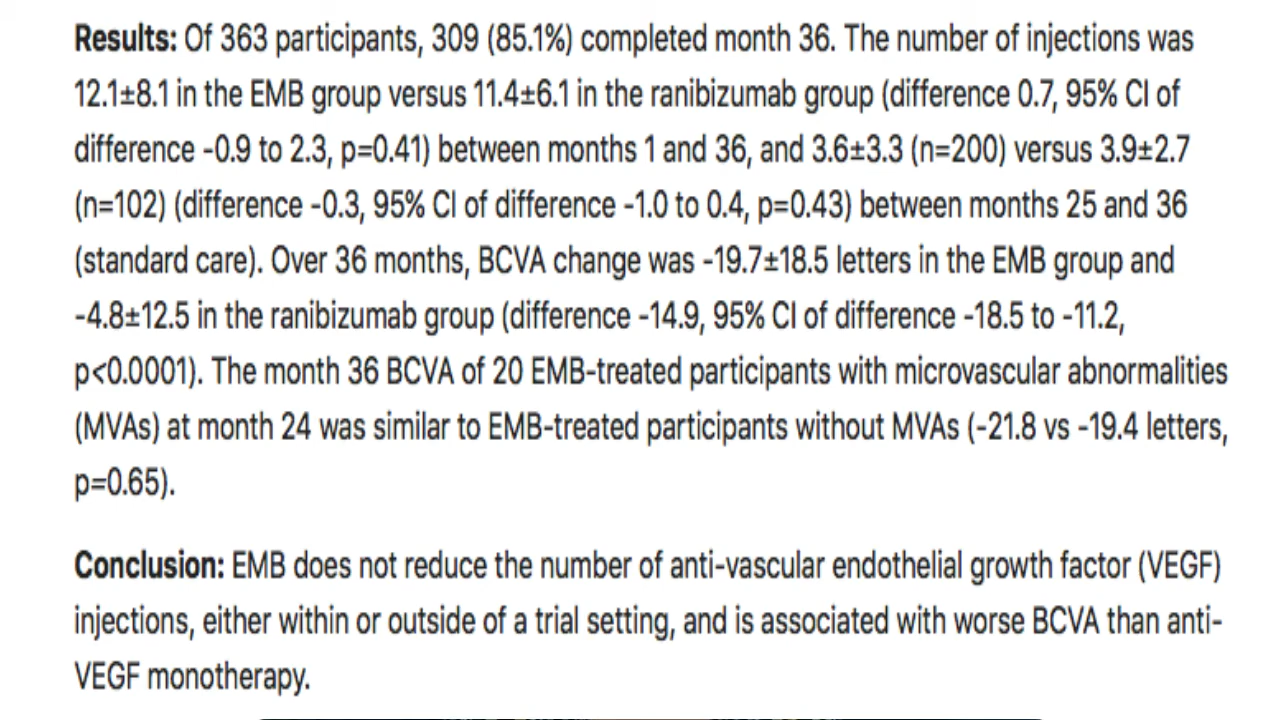 Results: Of 363 participants, 309 (85.1%) completed month 36. The number of injections was
12.1±8.1 in the EMB group versus 11.4±6.1 in the ranibizumab group (difference 0.7, 95% CI of
difference -0.9 to 2.3, p=0.41) between months 1 and 36, and 3.6±3.3 (n=200) versus 3.9±2.7
(n=102) (difference -0.3, 95% CI of difference -1.0 to 0.4, p=0.43) between months 25 and 36
(standard care). Over 36 months, BCVA change was -19.7±18.5 letters in the EMB group and
-4.8±12.5 in the ranibizumab group (difference -14.9, 95% CI of difference -18.5 to -11.2,
p<0.0001). The month 36 BCVA of 20 EMB-treated participants with microvascular abnormalities
(MVAs) at month 24 was similar to EMB-treated participants without MVAs (-21.8 vs -19.4 letters,
p=0.65).
Conclusion: EMB does not reduce the number of anti-vascular endothelial growth factor (VEGF)
injections, either within or outside of a trial setting, and is associated with worse BCVA than anti-
VEGF monotherapy.